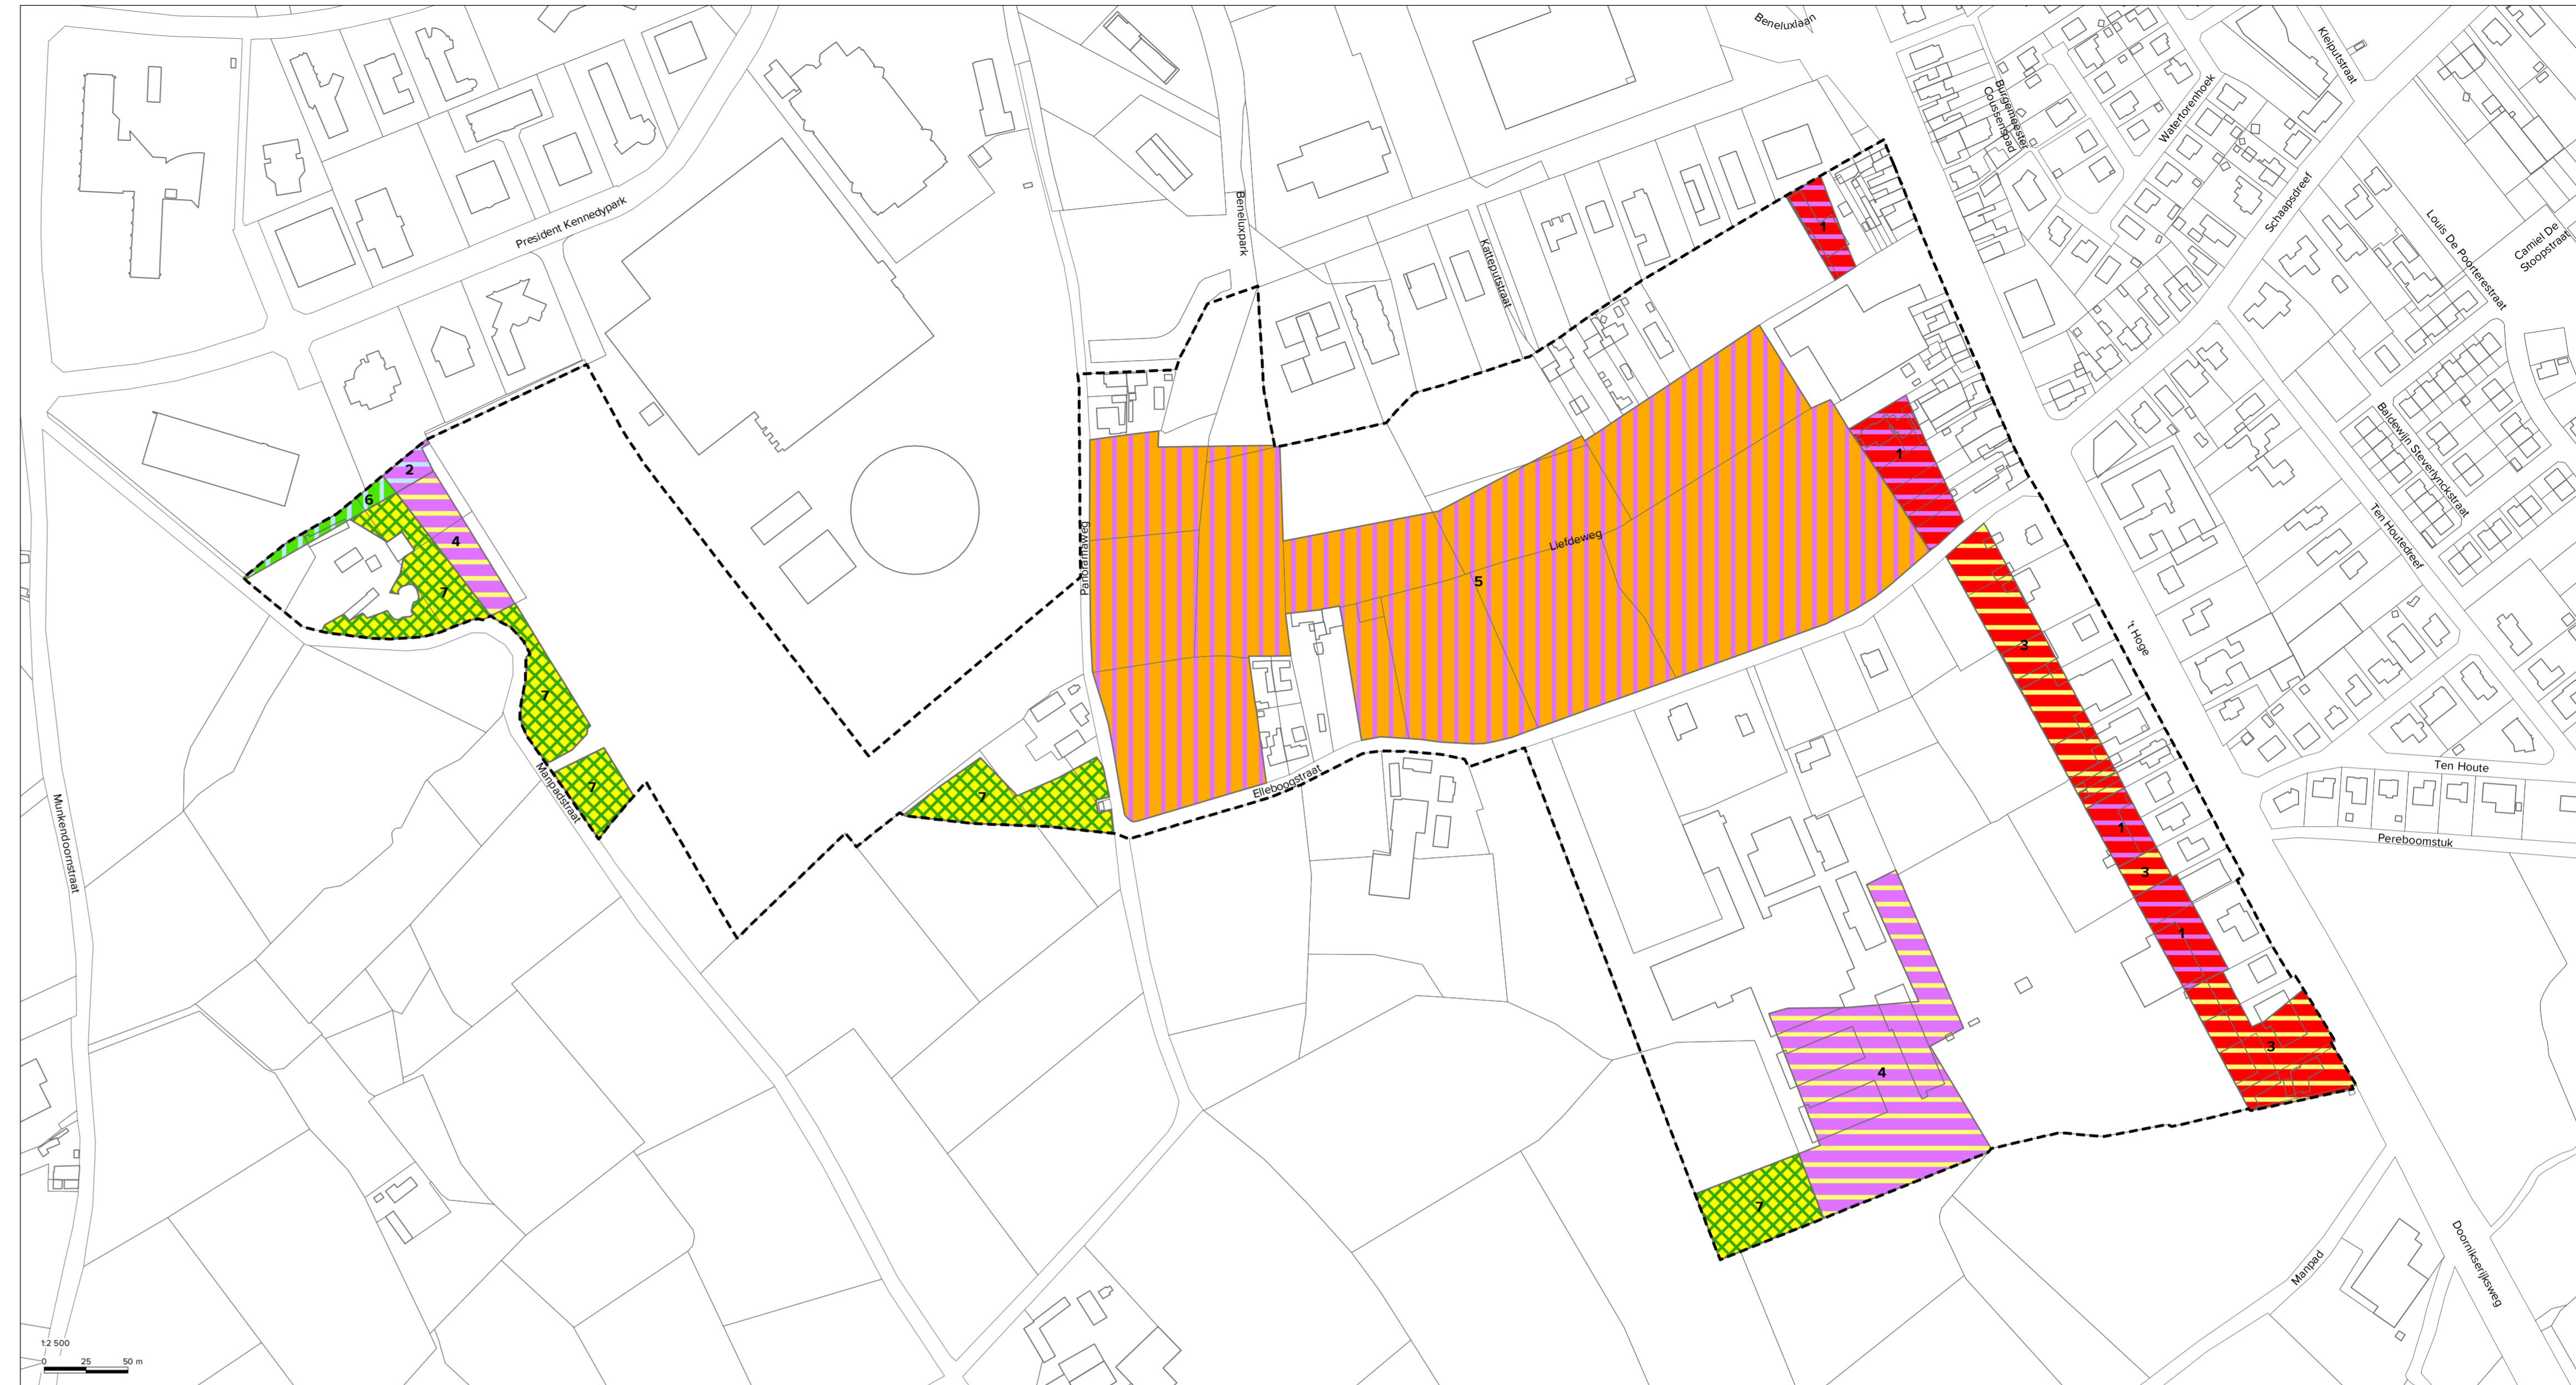 Beneluxlaan
Kleiputstraat
Burgemeester
Coussenspad
Watertorenhoek
Schaapsdreef
Louis De Poorterestraat
Camiel De
Stoopstraat
President Kennedypark
Beneluxpark
Katteputstraat
1
2
6
4
7
7
7
Panoramaweg
Liefdeweg
5
1
Baldewijn Steverlynckstraat
Ten Houtedreef
't Hoge
3
Manpadstraat
Munkendoornstraat
7
Elleboogstraat
Ten Houte
Pereboomstuk
1
3
1
3
4
7
Manpad
Doornikserijksweg
1:2 500
0 25 50 m